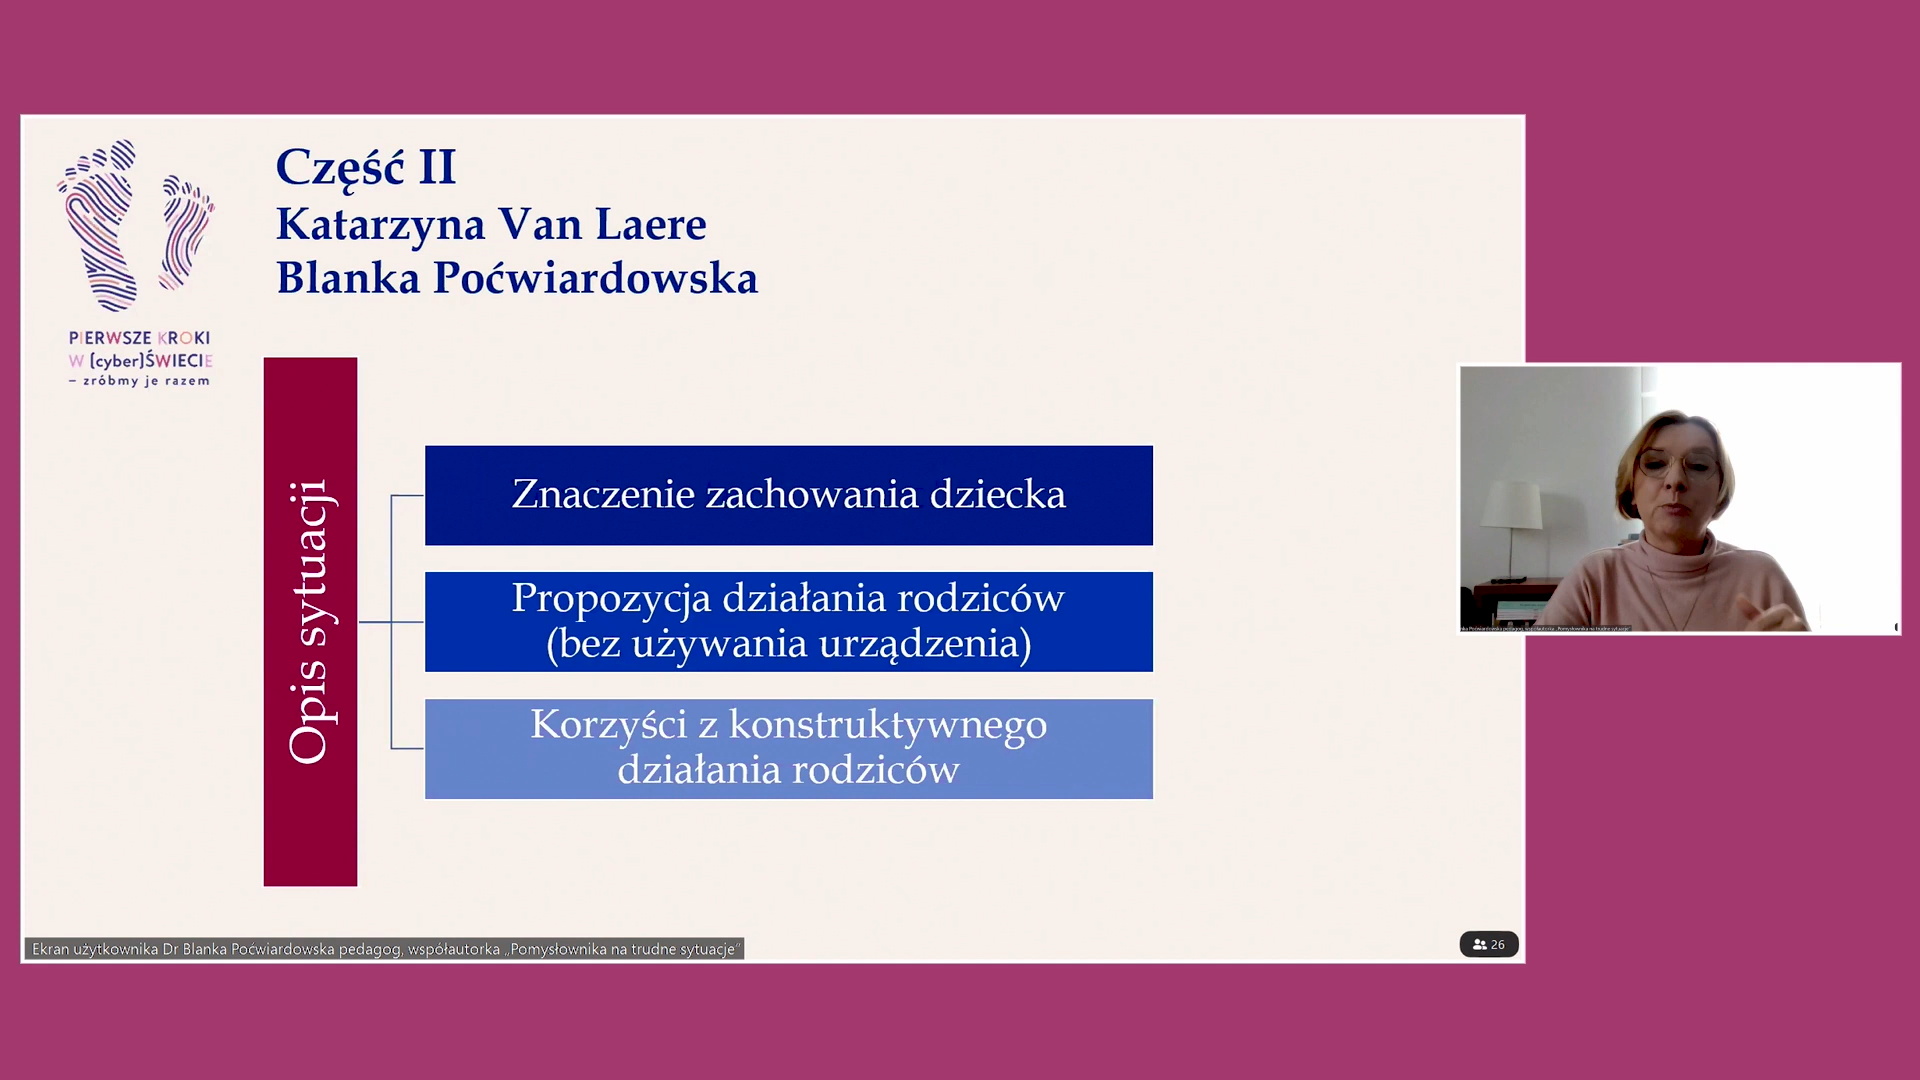 Część II
Katarzyna Van Laere
Blanka Poćwiardowska
PIERWSZE KROKI
W [cyber]ŚWIECIE
– zróbmy je razem
Opis sytuacji
Znaczenie zachowania dziecka
Propozycja działania rodziców
(bez używania urządzenia)
Korzyści z konstruktywnego
działania rodziców
Ekran użytkownika Dr Blanka Poćwiardowska pedagog, współautorka „Pomysłownika na trudne sytuacje”
26